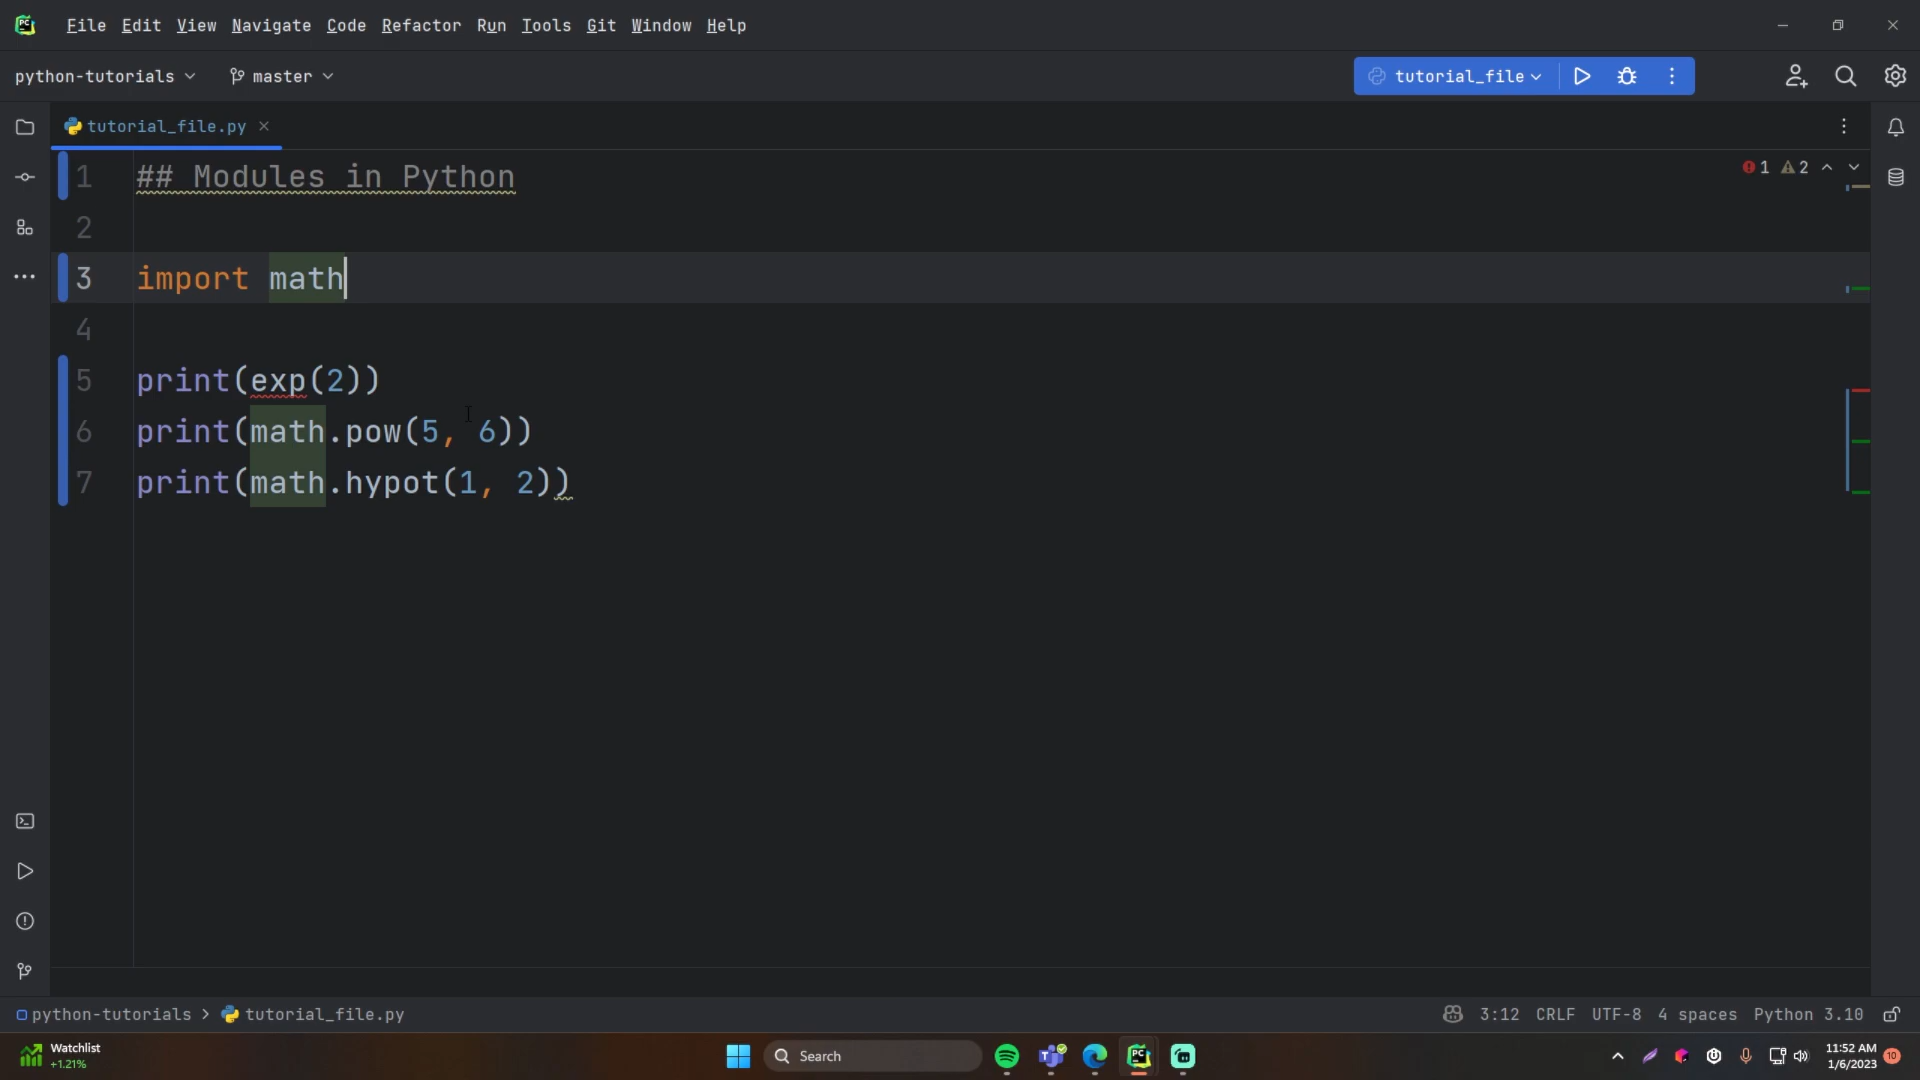 File Edit View Navigate Code Refactor Run Tools Git Window Help
python-tutorials master tutorial_file
tutorial_file.py
1 2
1 ## Modules in Python
2
3 import math
4
5 print(exp(2))
6 print(math.pow(5, 6))
7 print(math.hypot(1, 2))
python-tutorials > tutorial_file.py 3:12 CRLF UTF-8 4 spaces Python 3.10
Watchlist
+1.21%
Search
11:52 AM
1/6/2023
10